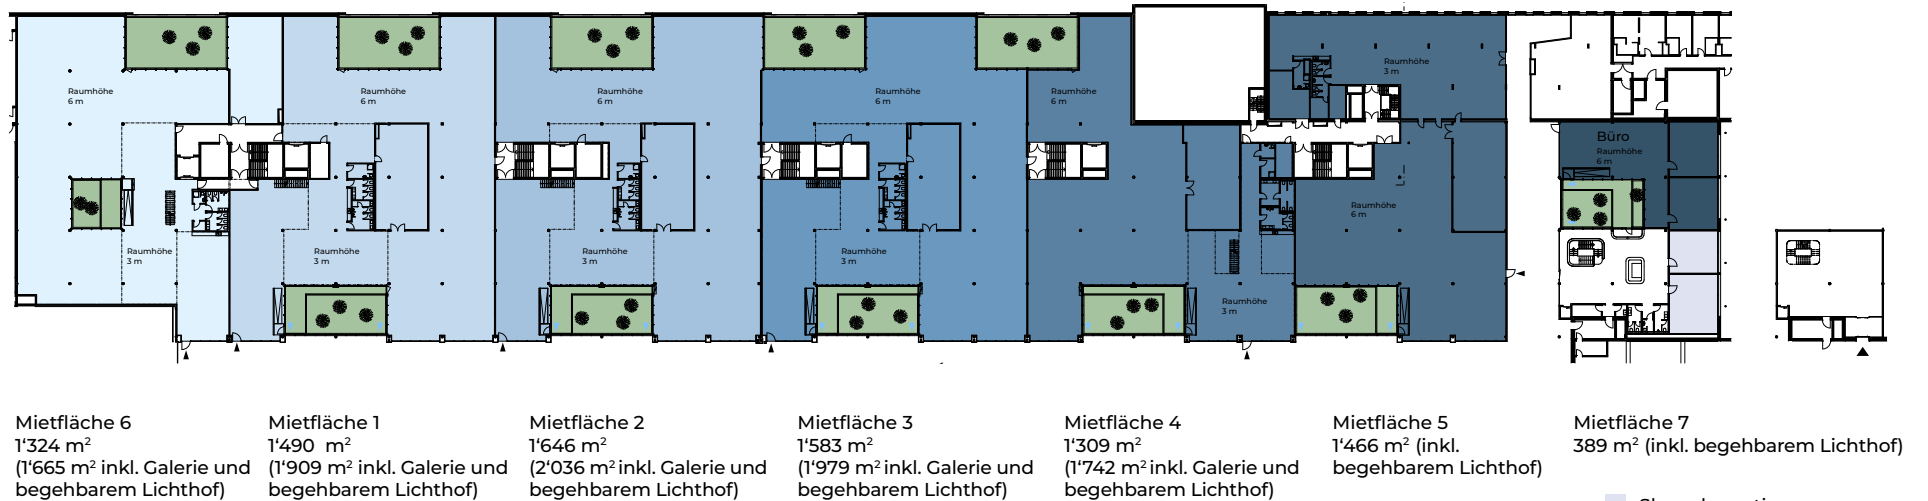 Raumhöhe
6 m
Raumhöhe
6 m
Raumhöhe
6 m
Raumhöhe
6 m
Raumhöhe
6 m
Raumhöhe
3 m
Büro
Raumhöhe
6 m
Raumhöhe
6 m
Raumhöhe
3 m
Raumhöhe
3 m
Raumhöhe
3 m
Raumhöhe
3 m
Raumhöhe
3 m
Mietfläche 6
1‘324 m²
(1‘665 m² inkl. Galerie und
begehbarem Lichthof)
Mietfläche 1
1‘490 m²
(1‘909 m² inkl. Galerie und
begehbarem Lichthof)
Mietfläche 2
1‘646 m²
(2‘036 m² inkl. Galerie und
begehbarem Lichthof)
Mietfläche 3
1‘583 m²
(1‘979 m² inkl. Galerie und
begehbarem Lichthof)
Mietfläche 4
1‘309 m²
(1‘742 m² inkl. Galerie und
begehbarem Lichthof)
Mietfläche 5
1‘466 m² (inkl.
begehbarem Lichthof)
Mietfläche 7
389 m² (inkl. begehbarem Lichthof)